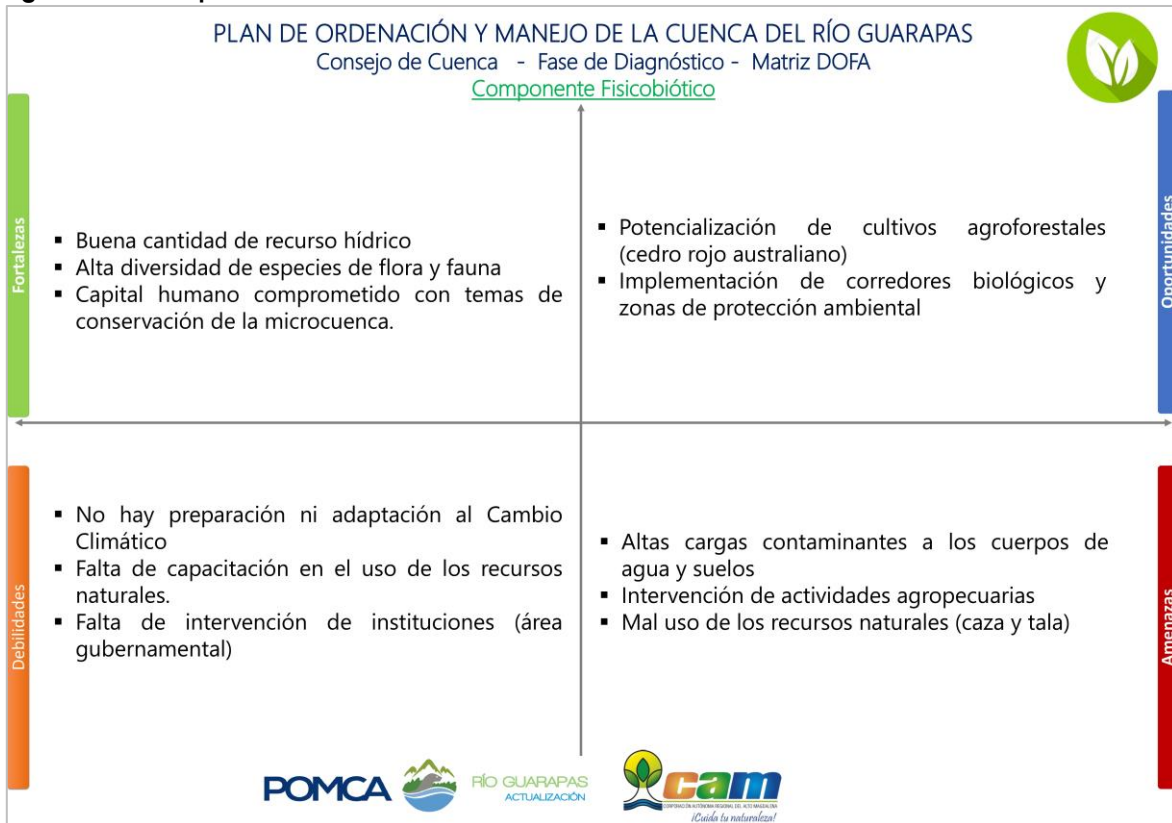 PLAN DE ORDENACIÓN Y MANEJO DE LA CUENCA DEL RÍO GUARAPAS
Consejo de Cuenca - Fase de Diagnóstico - Matriz DOFA
Componente Fisicobiótico
Fortalezas
▪ Buena cantidad de recurso hídrico
▪ Alta diversidad de especies de flora y fauna
▪ Capital humano comprometido con temas de
conservación de la microcuenca.
▪ Potencialización de cultivos agroforestales
(cedro rojo australiano)
▪ Implementación de corredores biológicos y
zonas de protección ambiental
Oportunidades
Debilidades
▪ No hay preparación ni adaptación al Cambio
Climático
▪ Falta de capacitación en el uso de los recursos
naturales.
▪ Falta de intervención de instituciones (área
gubernamental)
▪ Altas cargas contaminantes a los cuerpos de
agua y suelos
▪ Intervención de actividades agropecuarias
▪ Mal uso de los recursos naturales (caza y tala)
Amenazas
POMCA
RÍO GUARAPAS
ACTUALIZACIÓN
cam
CORPORACIÓN AUTÓNOMA REGIONAL DEL ALTO MAGDALENA
¡Cuida tu naturaleza!